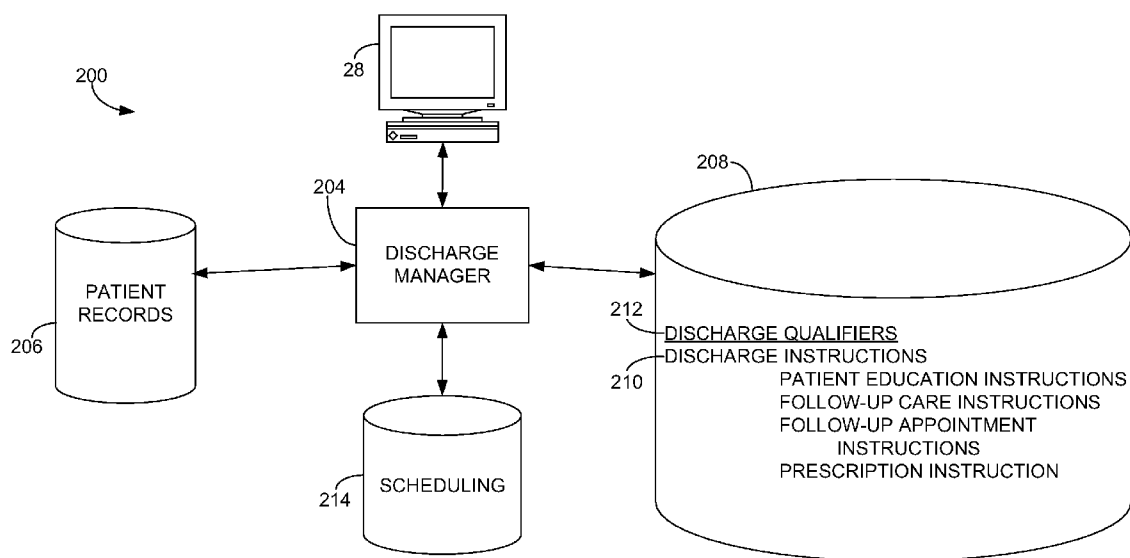 200
28
208
204
DISCHARGE
MANAGER
PATIENT
RECORDS
206
212
DISCHARGE QUALIFIERS
210
DISCHARGE INSTRUCTIONS
PATIENT EDUCATION INSTRUCTIONS
FOLLOW-UP CARE INSTRUCTIONS
FOLLOW-UP APPOINTMENT
INSTRUCTIONS
PRESCRIPTION INSTRUCTION
SCHEDULING
214